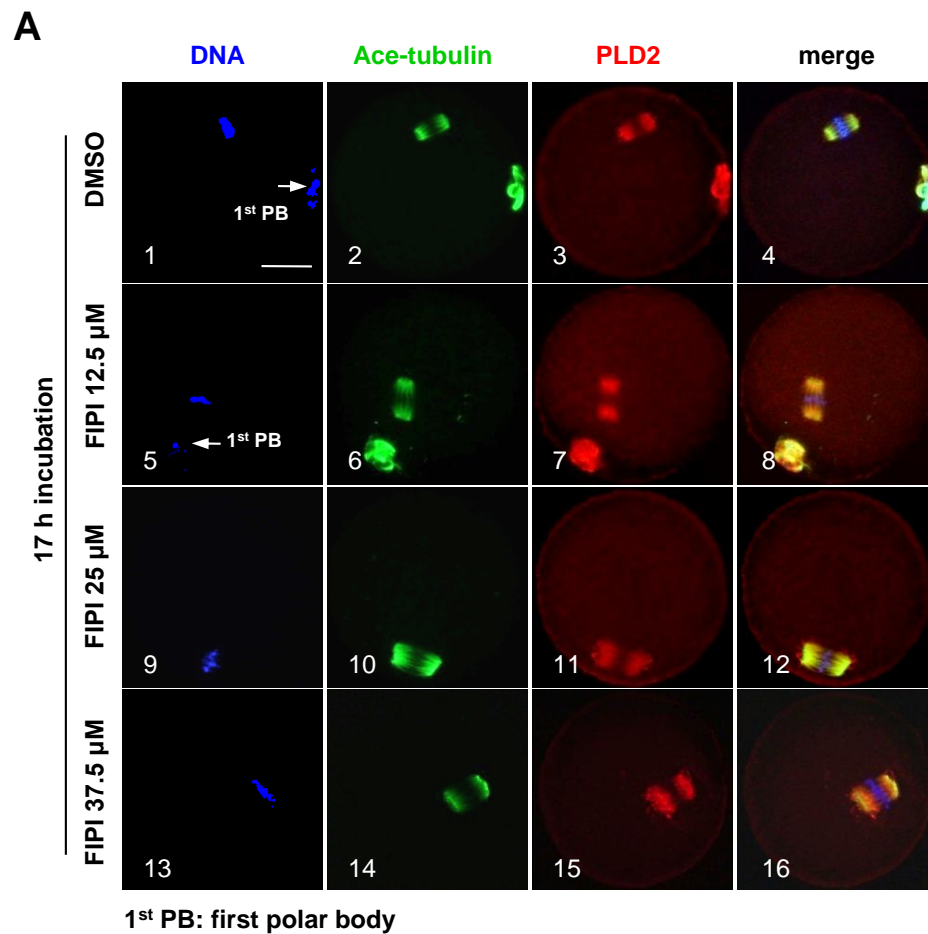 A
DNA
Ace-tubulin
PLD2
merge
17 h incubation
DMSO
1st PB
1
2
3
4
FIPI 12.5 µM
1st PB
5
6
7
8
FIPI 25 µM
9
10
11
12
FIPI 37.5 µM
13
14
15
16
1st PB: first polar body